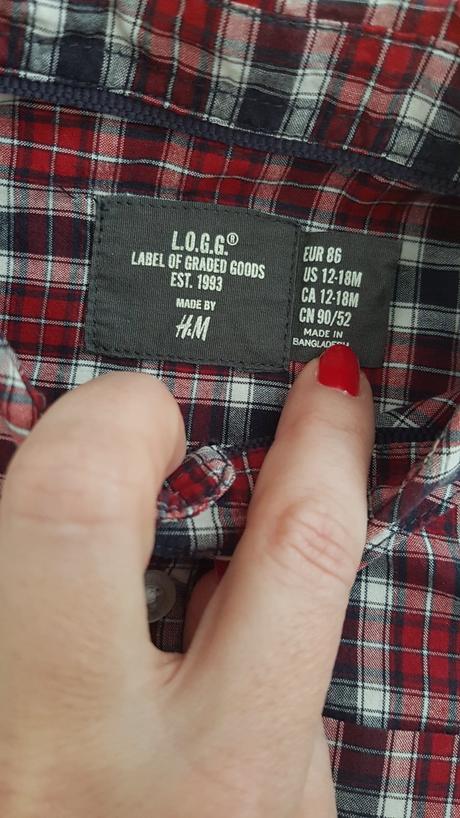 L.O.G.G.®
LABEL OF GRADED GOODS
EST. 1993
MADE BY
H&M
EUR 86
US 12-18M
CA 12-18M
CN 90/52
MADE IN
BANGLADESH